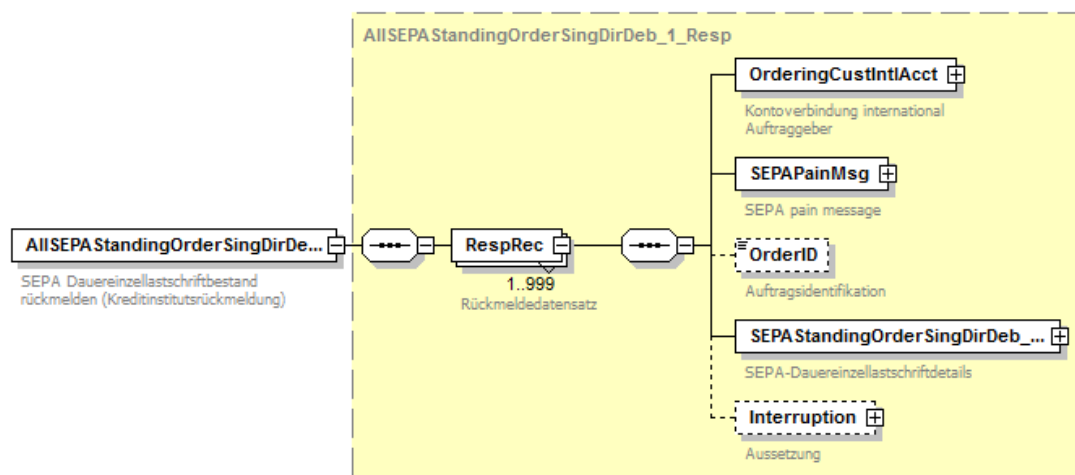 AllSEPAStandingOrderSingDirDeb_1_Resp
OrderingCustIntlAcct
Kontoverbindung international
Auftraggeber
SEPAPainMsg
SEPA pain message
AllSEPAStandingOrderSingDirDe...
SEPA Dauereinzellastschriftbestand
rückmelden (Kreditinstitutsrückmeldung)
RespRec
1..999
Rückmeldedatensatz
OrderID
Auftragsidentifikation
SEPAStandingOrderSingDirDeb_...
SEPA-Dauereinzellastschriftdetails
Interruption
Aussetzung